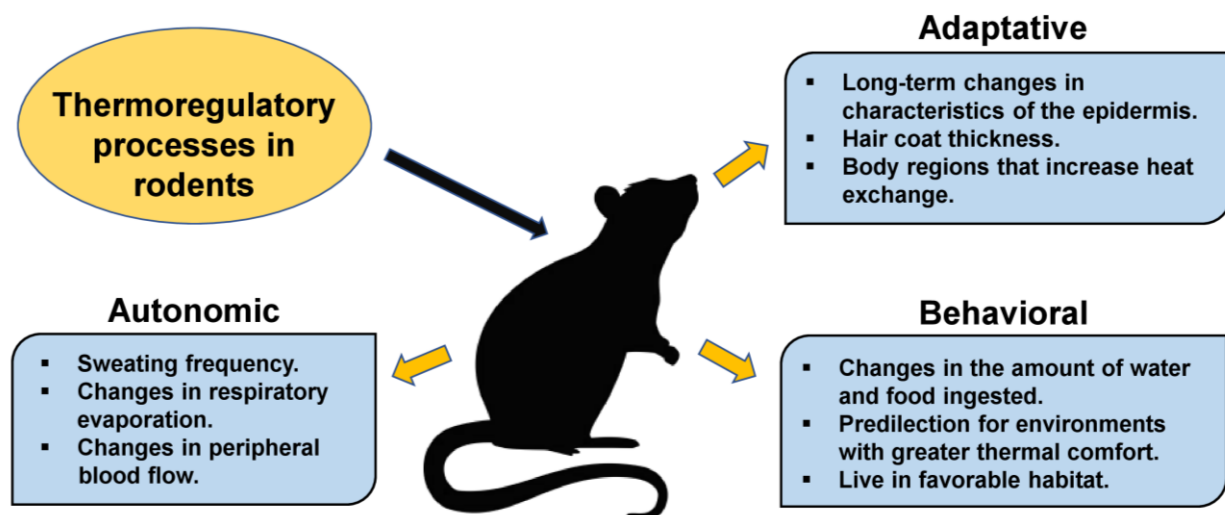 Thermoregulatory
processes in
rodents
Adaptative
▪ Long-term changes in
characteristics of the epidermis.
▪ Hair coat thickness.
▪ Body regions that increase heat
exchange.
Autonomic
▪ Sweating frequency.
▪ Changes in respiratory
evaporation.
▪ Changes in peripheral
blood flow.
Behavioral
▪ Changes in the amount of water
and food ingested.
▪ Predilection for environments
with greater thermal comfort.
▪ Live in favorable habitat.